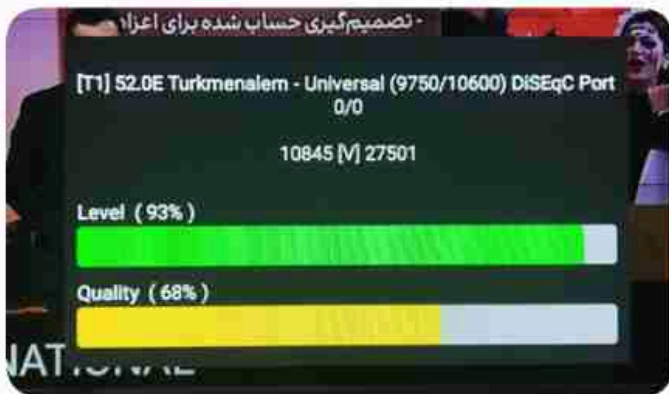 - تصمیم‌گیری حساب شده برای اعزا
[T1] 52.0E Turkmenalem - Universal (9750/10600) DiSEqC Port
0/0
10845 [V] 27501
Level ( 93% )
Quality ( 68% )